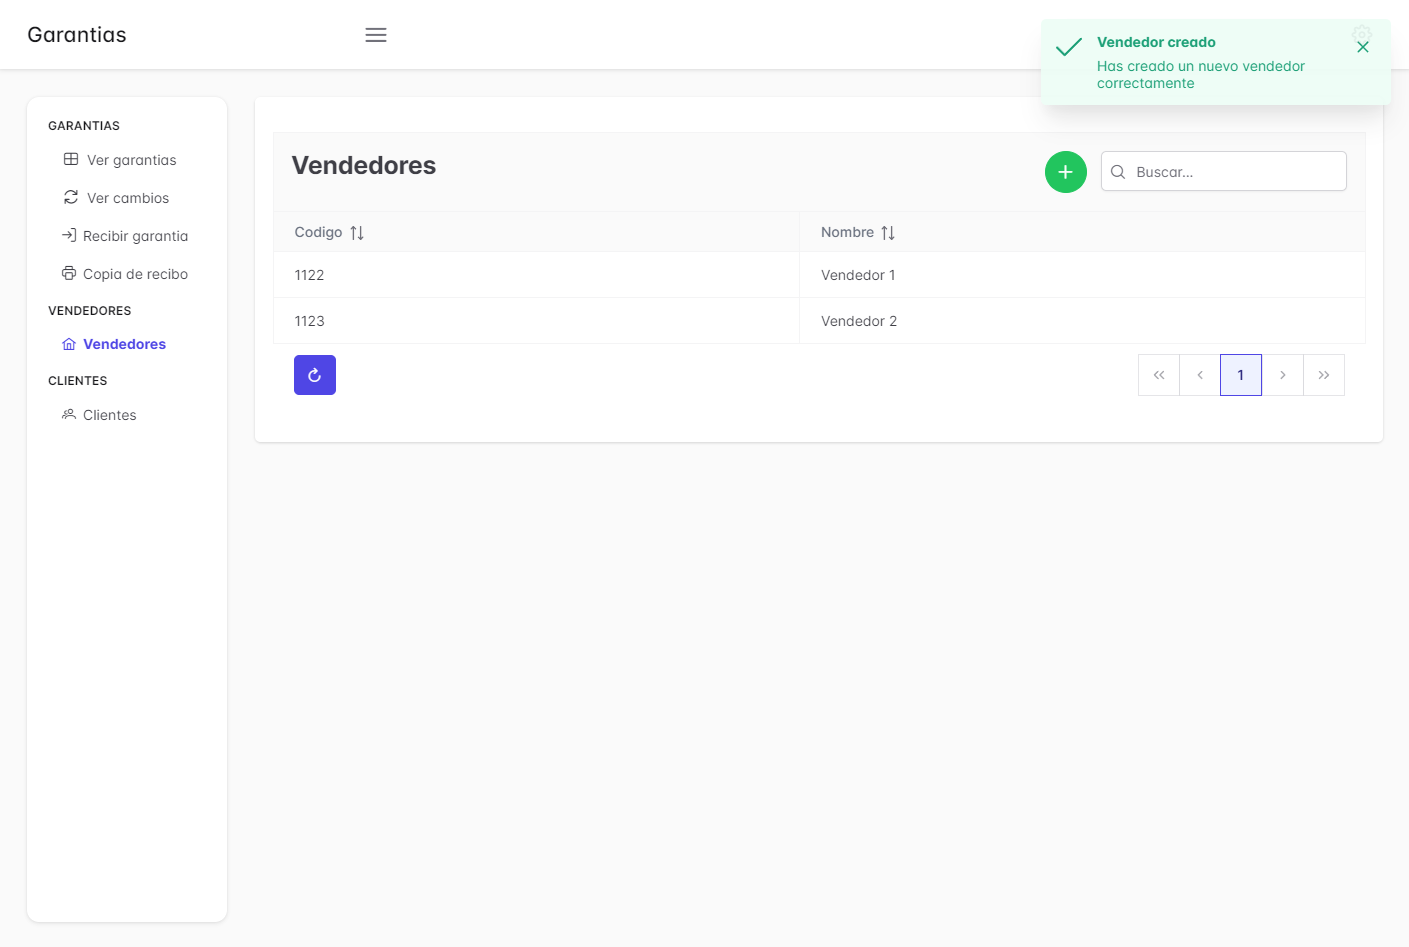 Garantias
Vendedor creado
Has creado un nuevo vendedor
correctamente
GARANTIAS
Ver garantias
Ver cambios
Recibir garantia
Copia de recibo
VENDEDORES
Vendedores
CLIENTES
Clientes
Vendedores
Buscar...
Codigo Nombre
1122 Vendedor 1
1123 Vendedor 2
1